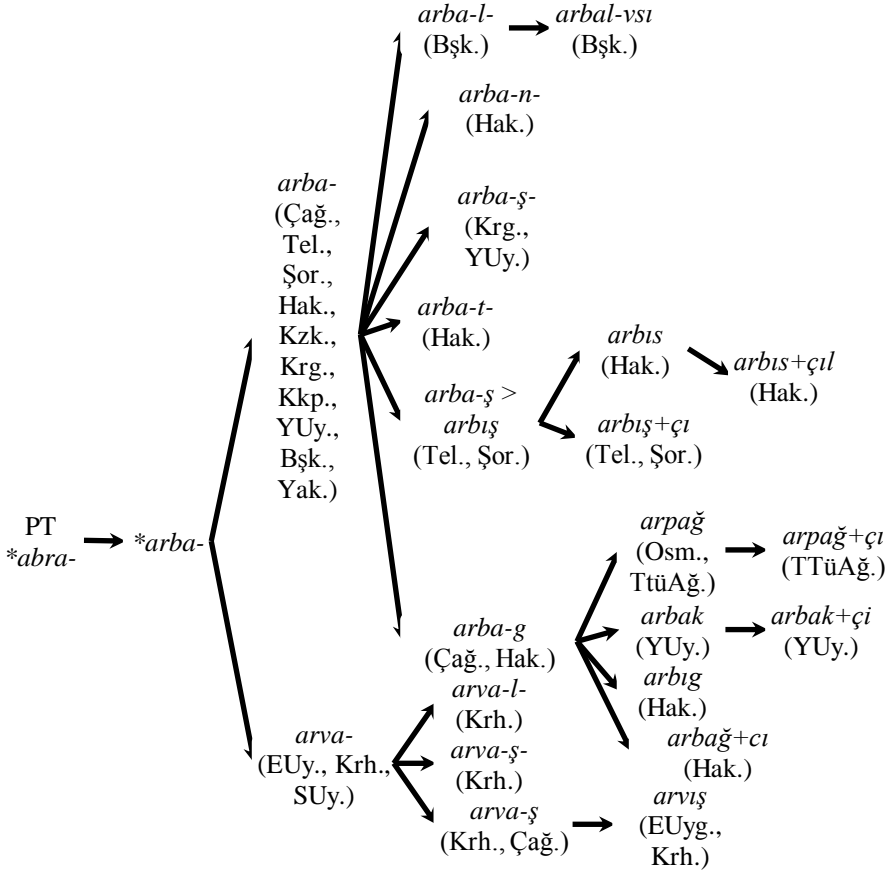 arba-l-
(Bşk.)
arbal-vsı
(Bşk.)
arba-n-
(Hak.)
arba-
(Çağ.,
Tel.,
Şor.,
Hak.,
Kzk.,
Krg.,
Kkp.,
YUy.,
Bşk.,
Yak.)
arba-ş-
(Krg.,
YUy.)
arba-t-
(Hak.)
arba-ş >
arbış
(Tel., Şor.)
arbıs
(Hak.)
arbıs+çıl
(Hak.)
arbış+çı
(Tel., Şor.)
PT
*abra-
*arba-
arba-g
(Çağ., Hak.)
arpağ
(Osm.,
TtüAğ.)
arpağ+çı
(TTüAğ.)
arbak
(YUy.)
arbak+çi
(YUy.)
arbıg
(Hak.)
arbağ+cı
(Hak.)
arva-
(EUy., Krh.,
SUy.)
arva-l-
(Krh.)
arva-ş-
(Krh.)
arva-ş
(Krh., Çağ.)
arvış
(EUyg.,
Krh.)